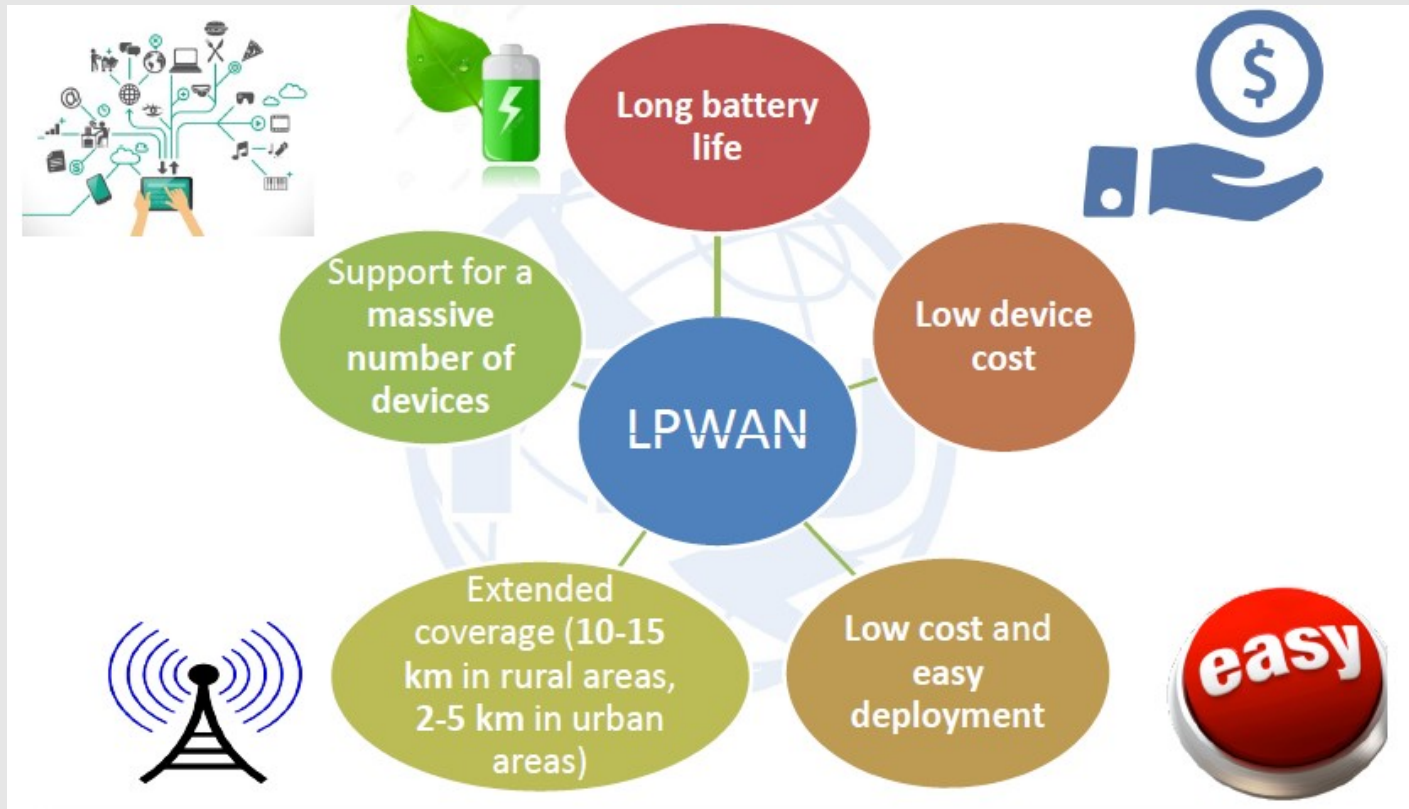 Long battery
life
$
Support for a
massive
number of
devices
Low device
cost
LPWAN
Extended
coverage (10-15
km in rural areas,
2-5 km in urban
areas)
Low cost and
easy
deployment
easy